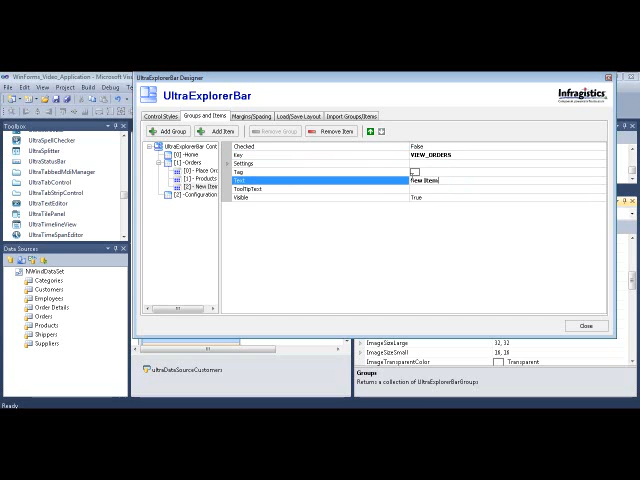 WinForms_Video_Application - Microsoft Vis
UltraExplorerBar Designer
File Edit View Project Build Debug
UltraExplorerBar
Infragistics
Toolbox
UltraSpellChecker
UltraSplitter
UltraStatusBar
UltraTabbedMdiManager
UltraTabControl
UltraTabStripControl
UltraTextEditor
UltraTilePanel
UltraTimelineView
UltraTimeSpanEditor
Control Styles Groups and Items Margins/Spacing Load/Save Layout Import Groups/Items
Add Group Add Item Remove Group Remove Item
UltraExplorerBar Cont
[0] -Home
[1] -Orders
[0] - Place Or
[1] - Products
[2] - New Item
[2] -Configuration
Checked False
Key VIEW_ORDERS
Settings
Tag
Text New Item
ToolTipText
Visible True
Data Sources
NWindDataSet
Categories
Customers
Employees
Order Details
Orders
Products
Shippers
Suppliers
Close
ultraDataSourceCustomers
ImageSizeLarge 32, 32
ImageSizeSmall 16, 16
ImageTransparentColor Transparent
Groups
Returns a collection of UltraExplorerBarGroups
Ready